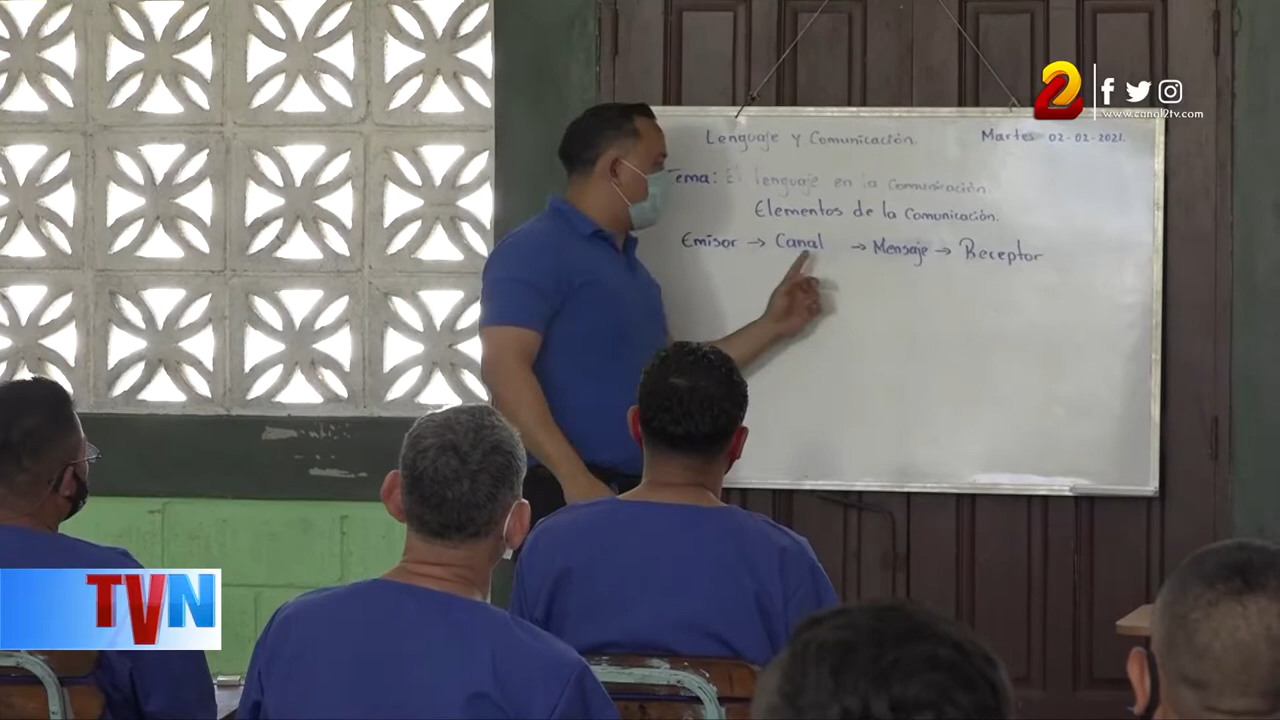 2
www.canal2tv.com
Lenguaje y Comunicación. Martes 02-02-2021.
Tema: El lenguaje en la Comunicación.
Elementos de la Comunicación.
Emisor → Canal → Mensaje → Receptor
TVN